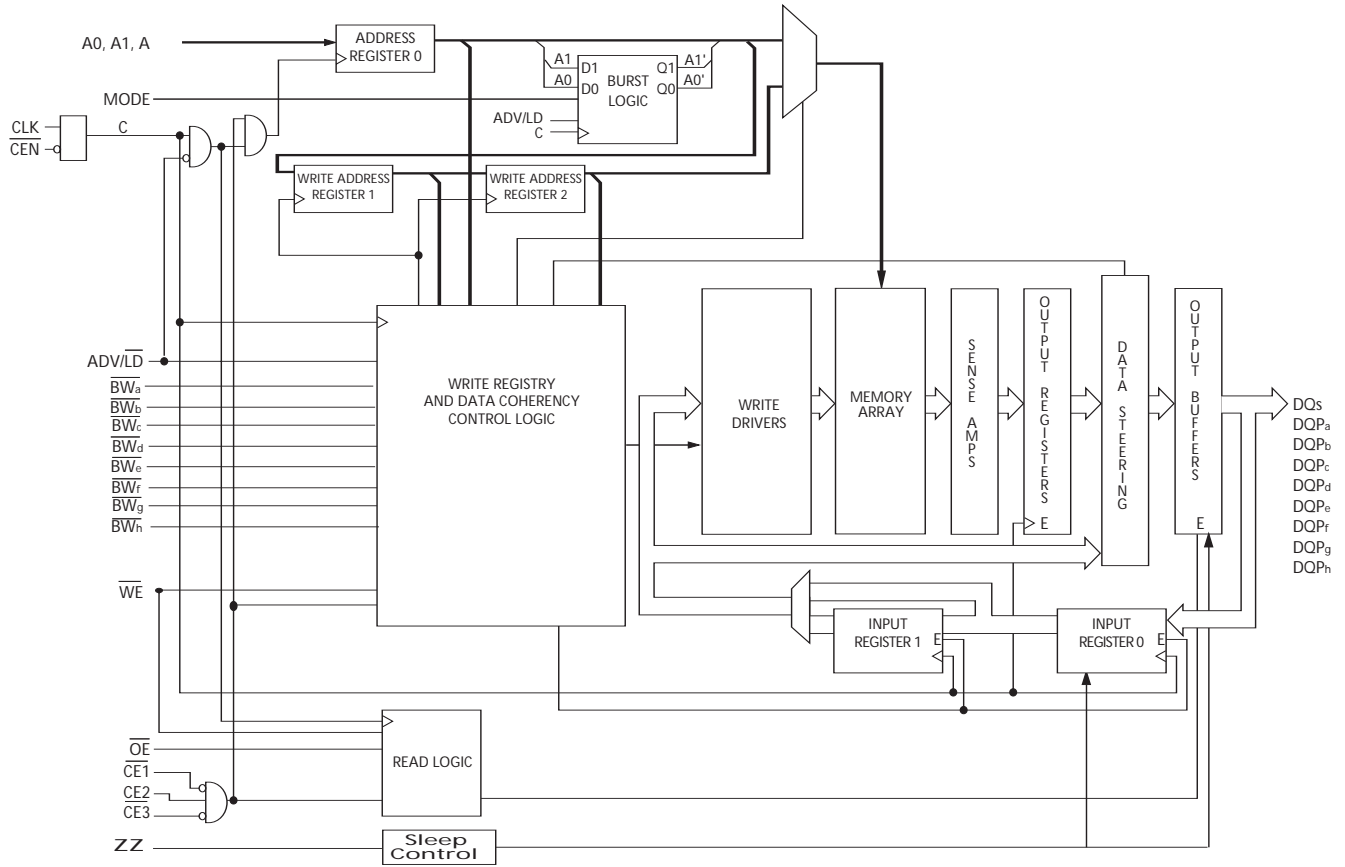 A0, A1, A
ADDRESS
REGISTER 0
A1
A0
D1
D0
BURST
LOGIC
Q1
Q0
A1'
A0'
MODE
ADV/LD
C
CLK
CEN
C
WRITE ADDRESS
REGISTER 1
WRITE ADDRESS
REGISTER 2
ADV/LD
BWa
BWb
BWc
BWd
BWe
BWf
BWg
BWh
WE
WRITE REGISTRY
AND DATA COHERENCY
CONTROL LOGIC
WRITE
DRIVERS
MEMORY
ARRAY
SENSE AMPS
OUTPUT REGISTERS
E
DATA STEERING
OUTPUT BUFFERS
E
DQs
DQPa
DQPb
DQPc
DQPd
DQPe
DQPf
DQPg
DQPh
INPUT
REGISTER 1
E
INPUT
REGISTER 0
E
OE
CE1
CE2
CE3
READ LOGIC
ZZ
Sleep
Control